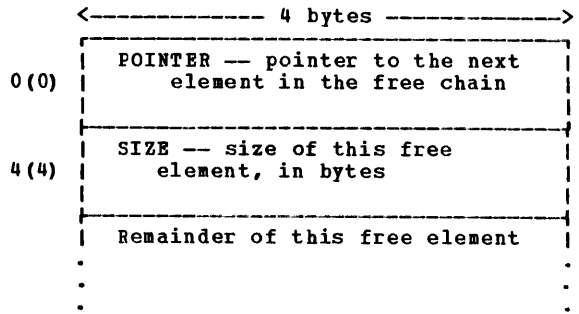 <------------- 4 bytes ------------->
POINTER -- pointer to the next
0(0)
element in the free chain
SIZE -- size of this free
4(4)
element, in bytes
Remainder of this free element